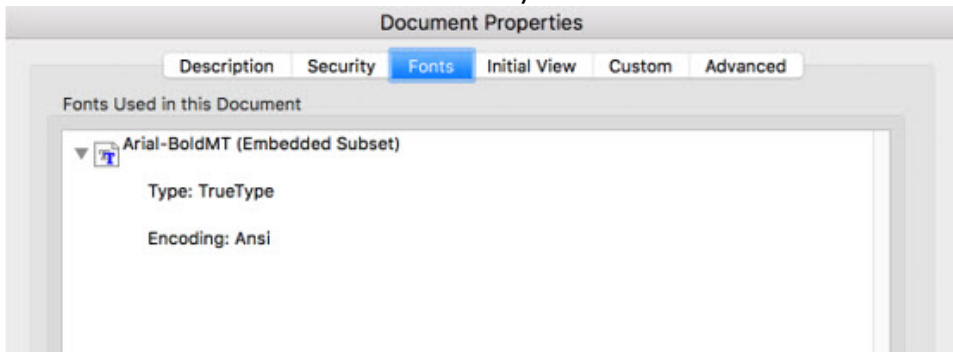 Document Properties
Description Security Fonts Initial View Custom Advanced
Fonts Used in this Document
Arial-BoldMT (Embedded Subset)
Type: TrueType
Encoding: Ansi